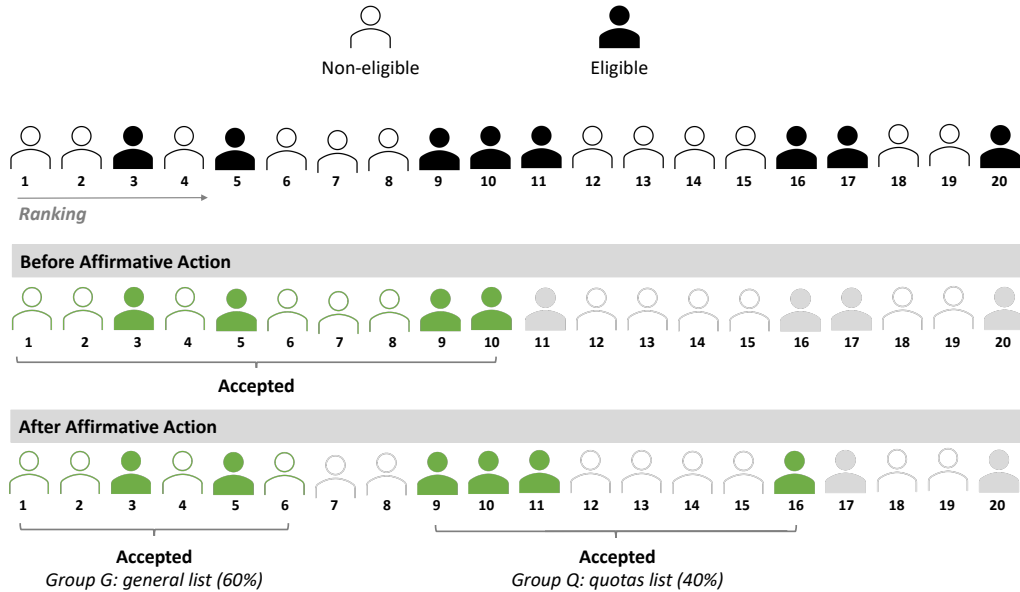 Non-eligible Eligible
1 2 3 4 5 6 7 8 9 10 11 12 13 14 15 16 17 18 19 20
Ranking
Before Affirmative Action
1 2 3 4 5 6 7 8 9 10 11 12 13 14 15 16 17 18 19 20
Accepted
After Affirmative Action
1 2 3 4 5 6 7 8 9 10 11 12 13 14 15 16 17 18 19 20
Accepted Accepted
Group G: general list (60%) Group Q: quotas list (40%)